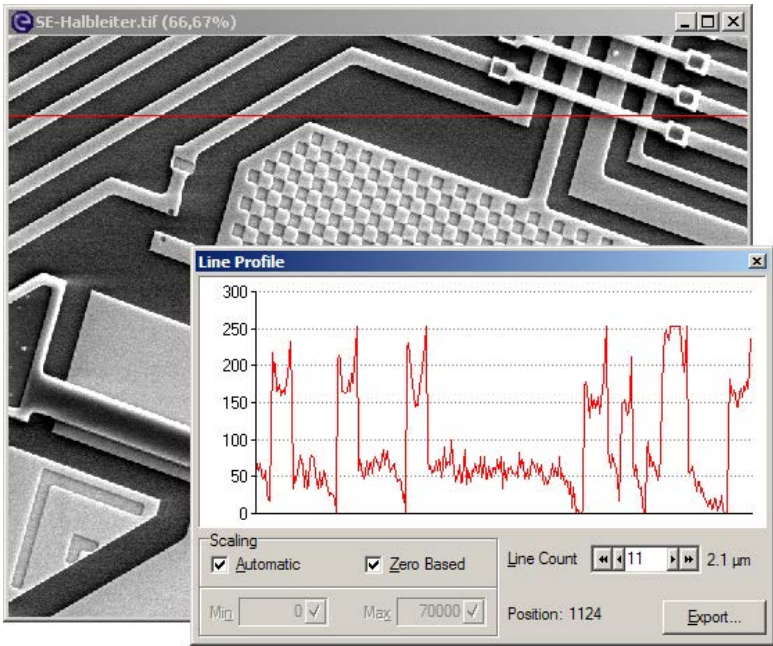 SE-Halbleiter.tif (66,67%)
Line Profile
300
250
200
150
100
50
0
Scaling
Automatic
Zero Based
Line Count
11
2.1 µm
Min
0
Max
70000
Position: 1124
Export...